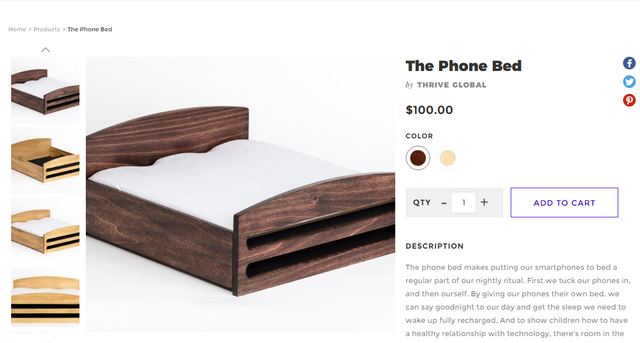 Home > Products > The Phone Bed
The Phone Bed
by THRIVE GLOBAL
$100.00
COLOR
QTY - 1 +
ADD TO CART
DESCRIPTION
The phone bed makes putting our smartphones to bed a
regular part of our nightly ritual. First we tuck our phones in,
and then ourself. By giving our phones their own bed, we
can say goodnight to our day and get the sleep we need to
wake up fully recharged. And to show children how to have
a healthy relationship with technology, there's room in the